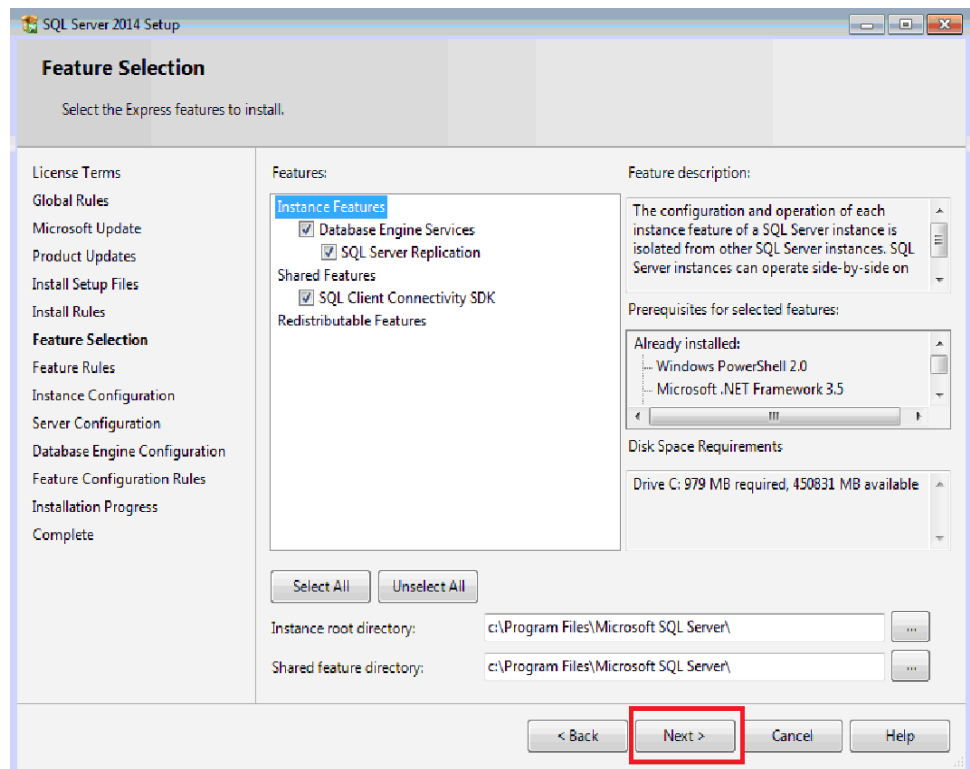 SQL Server 2014 Setup
Feature Selection
Select the Express features to install.
License Terms
Global Rules
Microsoft Update
Product Updates
Install Setup Files
Install Rules
Feature Selection
Feature Rules
Instance Configuration
Server Configuration
Database Engine Configuration
Feature Configuration Rules
Installation Progress
Complete
Features:
Instance Features
Database Engine Services
SQL Server Replication
Shared Features
SQL Client Connectivity SDK
Redistributable Features
Feature description:
The configuration and operation of each
instance feature of a SQL Server instance is
isolated from other SQL Server instances. SQL
Server instances can operate side-by-side on
Prerequisites for selected features:
Already installed:
Windows PowerShell 2.0
Microsoft .NET Framework 3.5
Disk Space Requirements
Drive C: 979 MB required, 450831 MB available
Select All
Unselect All
Instance root directory:
c:\Program Files\Microsoft SQL Server\
...
Shared feature directory:
c:\Program Files\Microsoft SQL Server\
...
< Back
Next >
Cancel
Help